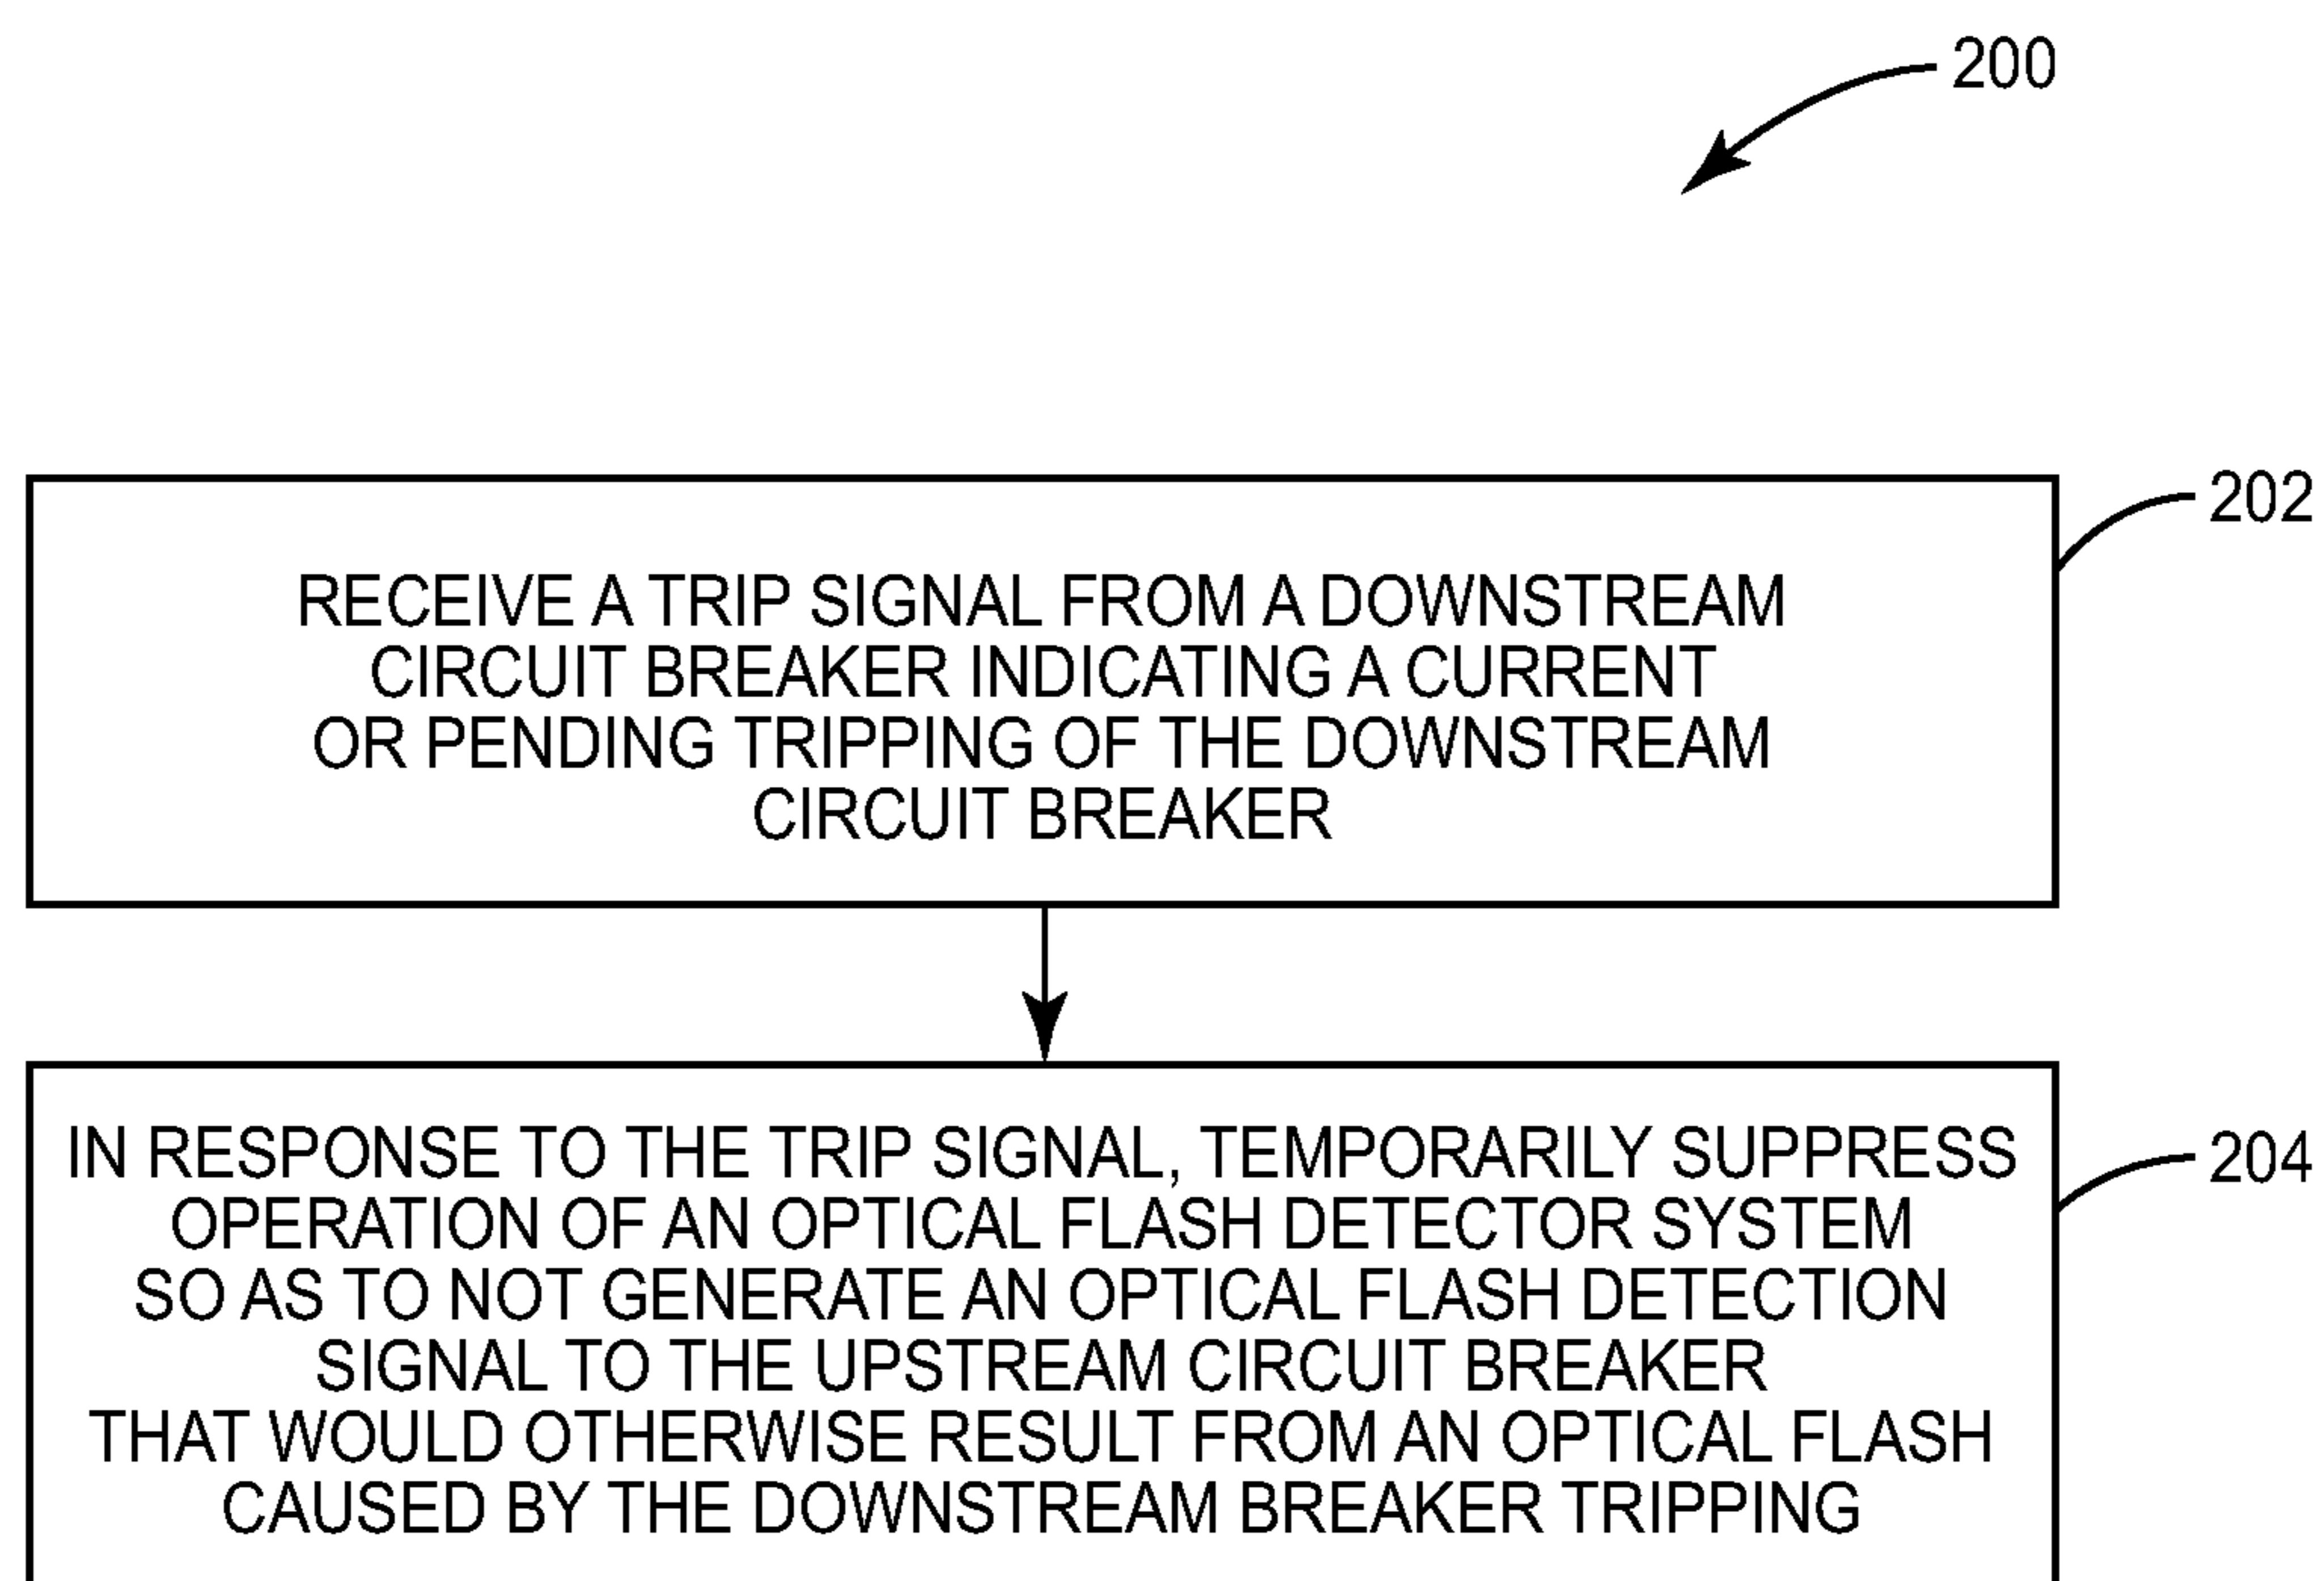 200
202
RECEIVE A TRIP SIGNAL FROM A DOWNSTREAM
CIRCUIT BREAKER INDICATING A CURRENT
OR PENDING TRIPPING OF THE DOWNSTREAM
CIRCUIT BREAKER
204
IN RESPONSE TO THE TRIP SIGNAL, TEMPORARILY SUPPRESS
OPERATION OF AN OPTICAL FLASH DETECTOR SYSTEM
SO AS TO NOT GENERATE AN OPTICAL FLASH DETECTION
SIGNAL TO THE UPSTREAM CIRCUIT BREAKER
THAT WOULD OTHERWISE RESULT FROM AN OPTICAL FLASH
CAUSED BY THE DOWNSTREAM BREAKER TRIPPING